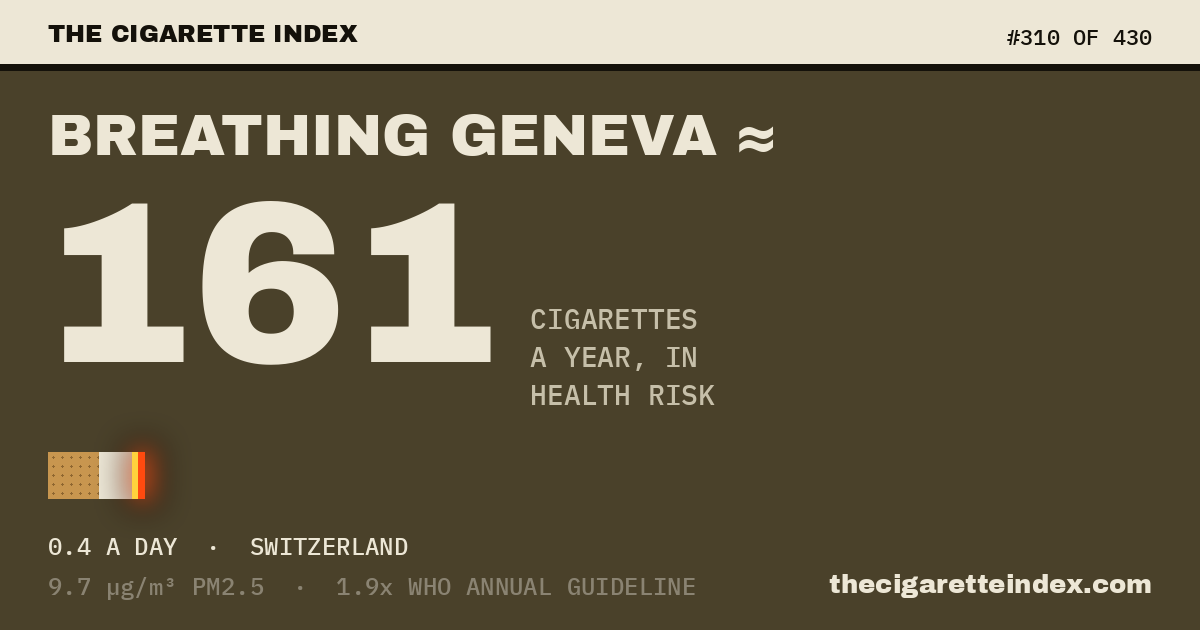 THE CIGARETTE INDEX
#310 OF 430
BREATHING GENEVA ≈
161
CIGARETTES
A YEAR, IN
HEALTH RISK
0.4 A DAY · SWITZERLAND
9.7 µg/m³ PM2.5 · 1.9x WHO ANNUAL GUIDELINE
thecigaretteindex.com